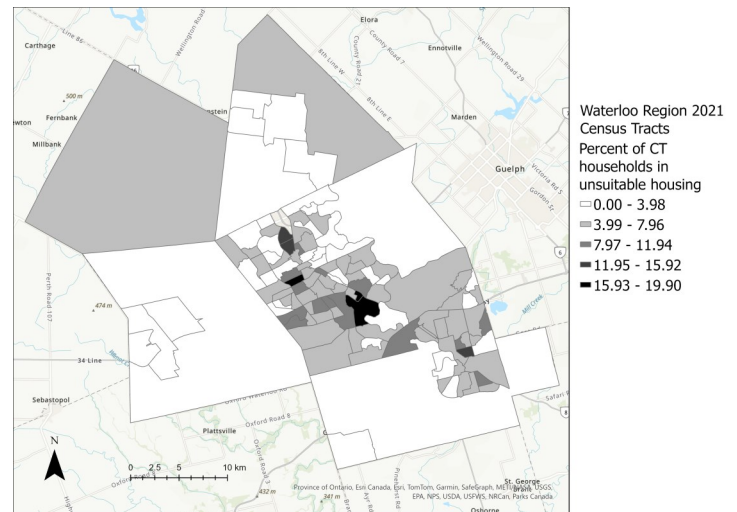 Elora
Carthage
Line 86
Wellington Road
8th Line W
County Road 21
County Road 7
Ennotville
Wellington Road 29
500 m
Fernbank
Millbank
8th Line E
Marden
Guelph
Victoria Rd S
Gordon St
6
Perth Road 107
474 m
Mill Creek
34 Line
Sebastopol
Oxford Road 8
Plattsville
Safari
8
N
0 2.5 5 10 km
432 m
341 m
Province of Ontario, Esri Canada, Esri, TomTom, Garmin, SafeGraph, METI/NASA, USGS,
EPA, NPS, USDA, USFWS, NRCan, Parks Canada
St. George
Osborne
Waterloo Region 2021
Census Tracts
Percent of CT
households in
unsuitable housing
0.00 - 3.98
3.99 - 7.96
7.97 - 11.94
11.95 - 15.92
15.93 - 19.90